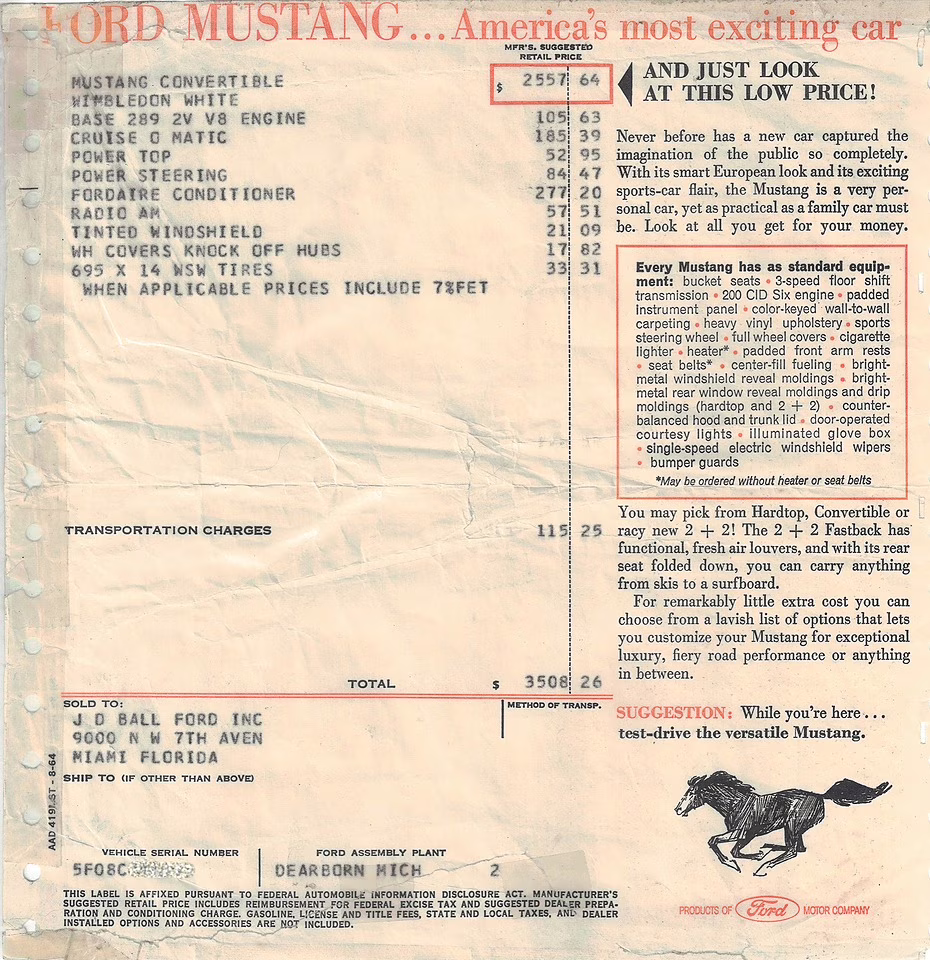 FORD MUSTANG... America's most exciting car
MFR'S. SUGGESTED
RETAIL PRICE
MUSTANG CONVERTIBLE $ 2557 64
WIMBLEDON WHITE
BASE 289 2V V8 ENGINE 105 63
CRUISE O MATIC 185 39
POWER TOP 52 95
POWER STEERING 84 47
FORDAIRE CONDITIONER 277 20
RADIO AM 57 51
TINTED WINDSHIELD 21 09
WH COVERS KNOCK OFF HUBS 17 82
695 X 14 WSW TIRES 33 31
WHEN APPLICABLE PRICES INCLUDE 7%FET
TRANSPORTATION CHARGES 115 25
TOTAL $ 3508 26
SOLD TO:
J D BALL FORD INC
9000 N W 7TH AVEN
MIAMI FLORIDA
METHOD OF TRANSP.
SHIP TO (IF OTHER THAN ABOVE)
VEHICLE SERIAL NUMBER
5F08C
FORD ASSEMBLY PLANT
DEARBORN MICH 2
THIS LABEL IS AFFIXED PURSUANT TO FEDERAL AUTOMOBILE INFORMATION DISCLOSURE ACT. MANUFACTURER'S
SUGGESTED RETAIL PRICE INCLUDES REIMBURSEMENT FOR FEDERAL EXCISE TAX AND SUGGESTED DEALER PREPA-
RATION AND CONDITIONING CHARGE. GASOLINE, LICENSE AND TITLE FEES, STATE AND LOCAL TAXES, AND DEALER
INSTALLED OPTIONS AND ACCESSORIES ARE NOT INCLUDED.
AND JUST LOOK
AT THIS LOW PRICE!
Never before has a new car captured the
imagination of the public so completely.
With its smart European look and its exciting
sports-car flair, the Mustang is a very per-
sonal car, yet as practical as a family car must
be. Look at all you get for your money.
Every Mustang has as standard equip-
ment: bucket seats • 3-speed floor shift
transmission • 200 CID Six engine • padded
instrument panel • color-keyed wall-to-wall
carpeting • heavy vinyl upholstery • sports
steering wheel • full wheel covers • cigarette
lighter • heater* • padded front arm rests
• seat belts* • center-fill fueling • bright-
metal windshield reveal moldings • bright-
metal rear window reveal moldings and drip
moldings (hardtop and 2 + 2) • counter-
balanced hood and trunk lid • door-operated
courtesy lights • illuminated glove box
• single-speed electric windshield wipers
• bumper guards
*May be ordered without heater or seat belts
You may pick from Hardtop, Convertible or
racy new 2 + 2! The 2 + 2 Fastback has
functional, fresh air louvers, and with its rear
seat folded down, you can carry anything
from skis to a surfboard.
For remarkably little extra cost you can
choose from a lavish list of options that lets
you customize your Mustang for exceptional
luxury, fiery road performance or anything
in between.
SUGGESTION: While you're here...
test-drive the versatile Mustang.
PRODUCTS OF Ford MOTOR COMPANY